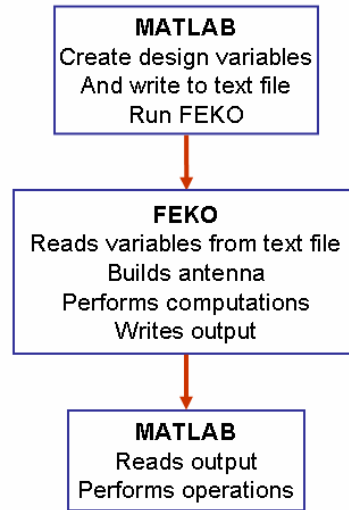 MATLAB
Create design variables
And write to text file
Run FEKO
FEKO
Reads variables from text file
Builds antenna
Performs computations
Writes output
MATLAB
Reads output
Performs operations